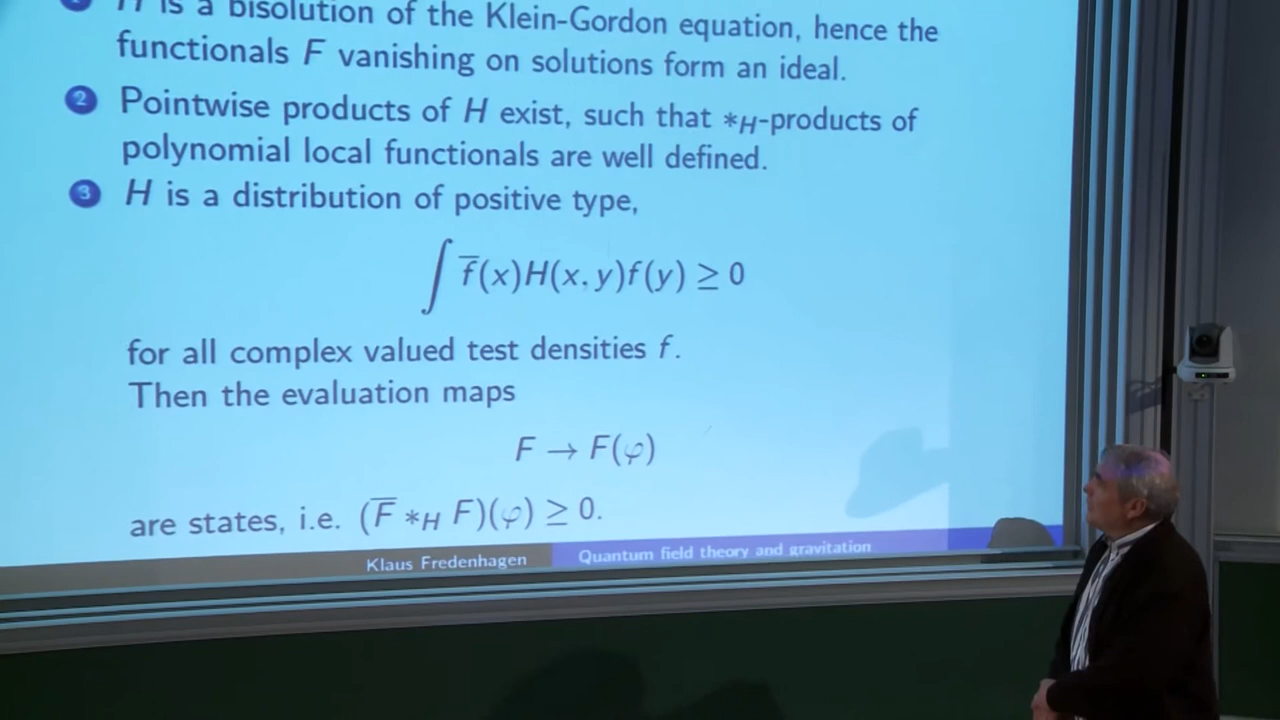 H is a bisolution of the Klein-Gordon equation, hence the
functionals F vanishing on solutions form an ideal.
2 Pointwise products of H exist, such that *H-products of
polynomial local functionals are well defined.
3 H is a distribution of positive type,
∫ f̅(x)H(x, y)f(y) ≥ 0
for all complex valued test densities f.
Then the evaluation maps
F → F(φ)
are states, i.e. (F̅ *H F)(φ) ≥ 0.
Klaus Fredenhagen Quantum field theory and gravitation